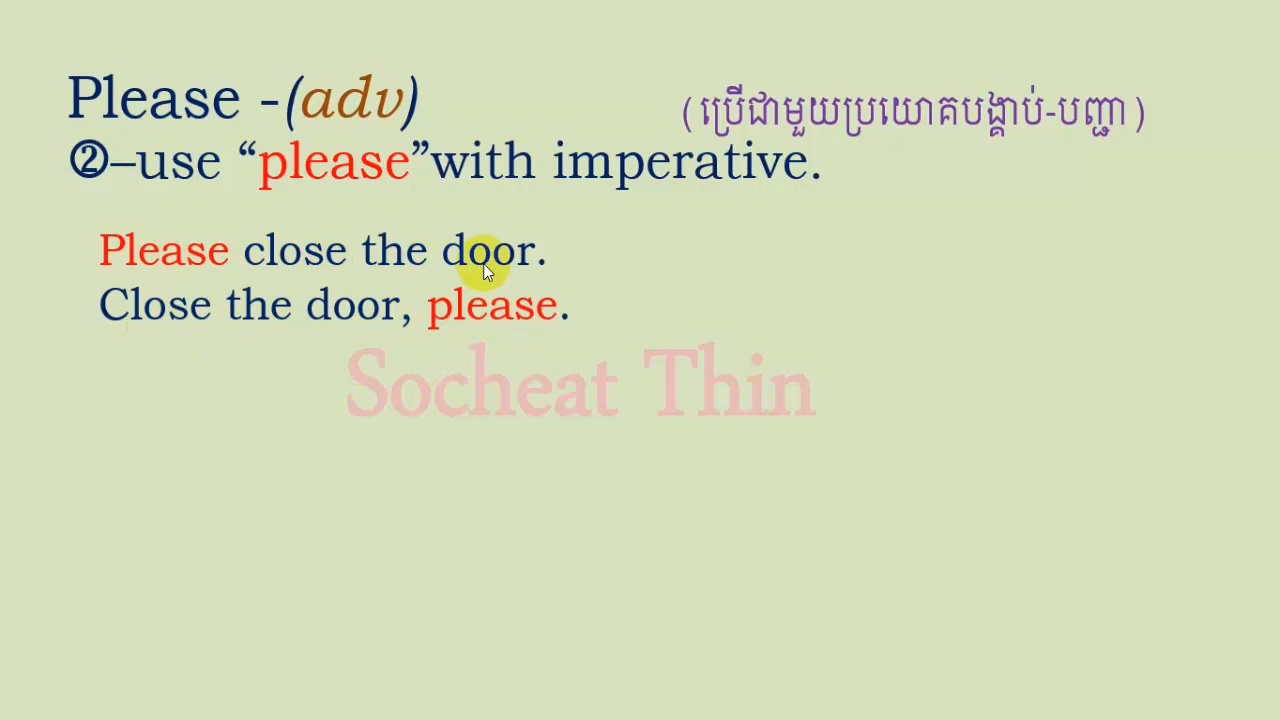 Please -(adv)
(ប្រើជាមួយប្រយោគបង្គាប់-បញ្ជា)
②–use “please”with imperative.
Please close the door.
Close the door, please.
Socheat Thin